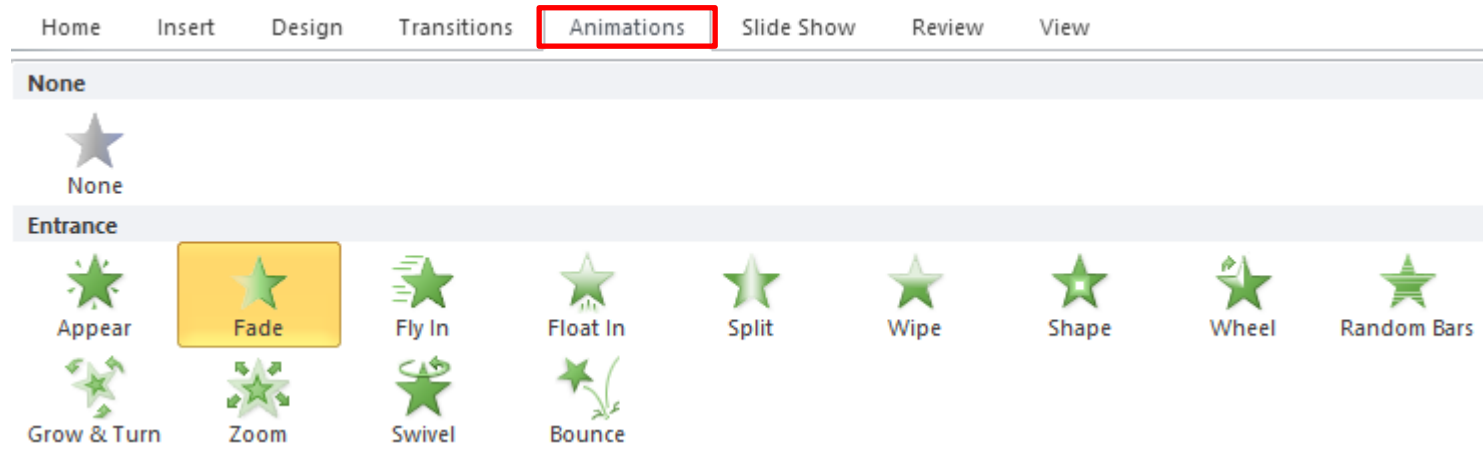 Home Insert Design Transitions Animations Slide Show Review View
None
None
Entrance
Appear Fade Fly In Float In Split Wipe Shape Wheel Random Bars
Grow & Turn Zoom Swivel Bounce